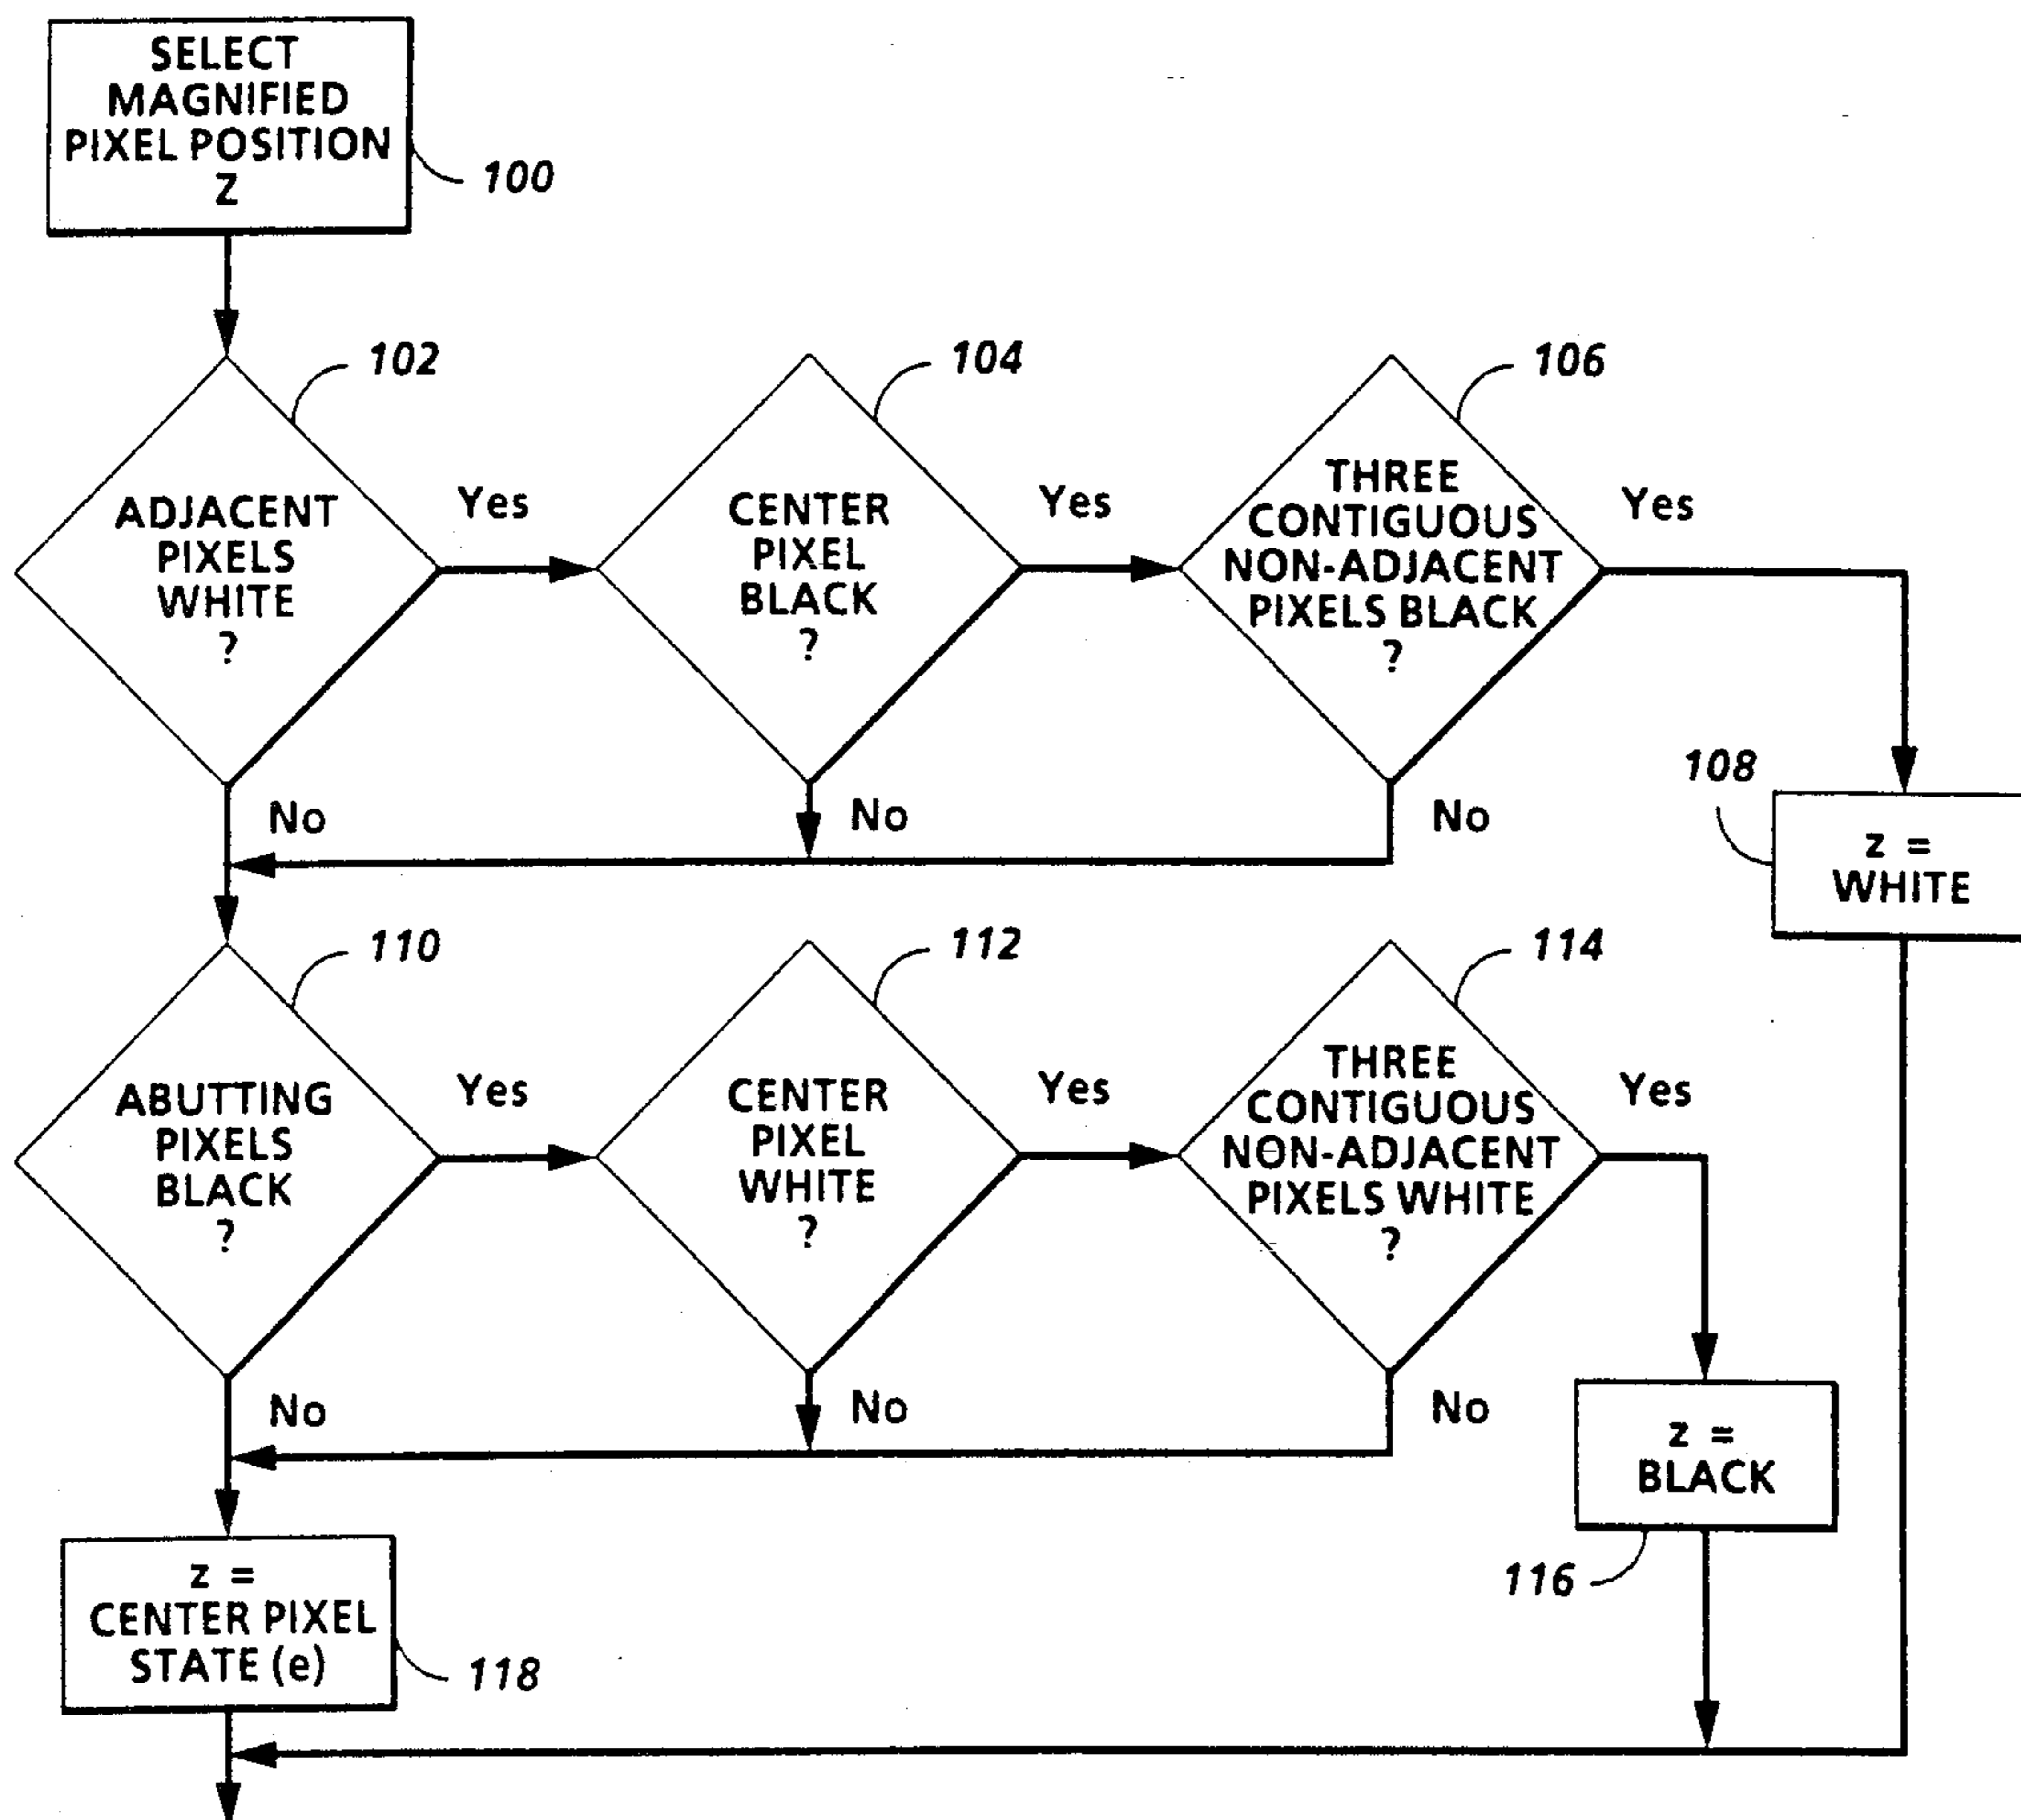 SELECT
MAGNIFIED
PIXEL POSITION
Z
100
102
104
106
ADJACENT
PIXELS
WHITE
?
Yes
CENTER
PIXEL
BLACK
?
Yes
THREE
CONTIGUOUS
NON-ADJACENT
PIXELS BLACK
?
Yes
No
No
No
108
z =
WHITE
110
112
114
ABUTTING
PIXELS
BLACK
?
Yes
CENTER
PIXEL
WHITE
?
Yes
THREE
CONTIGUOUS
NON-ADJACENT
PIXELS WHITE
?
Yes
No
No
No
z =
BLACK
116
z =
CENTER PIXEL
STATE (e)
118